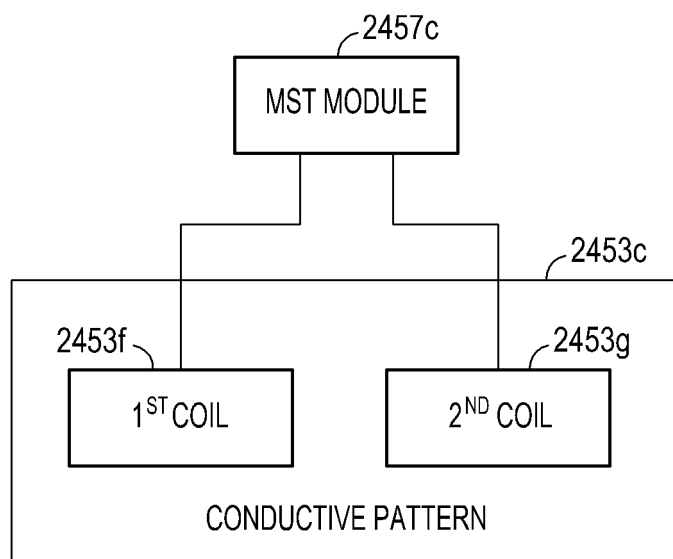 2457c
MST MODULE
2453c
2453f
2453g
1ST COIL
2ND COIL
CONDUCTIVE PATTERN